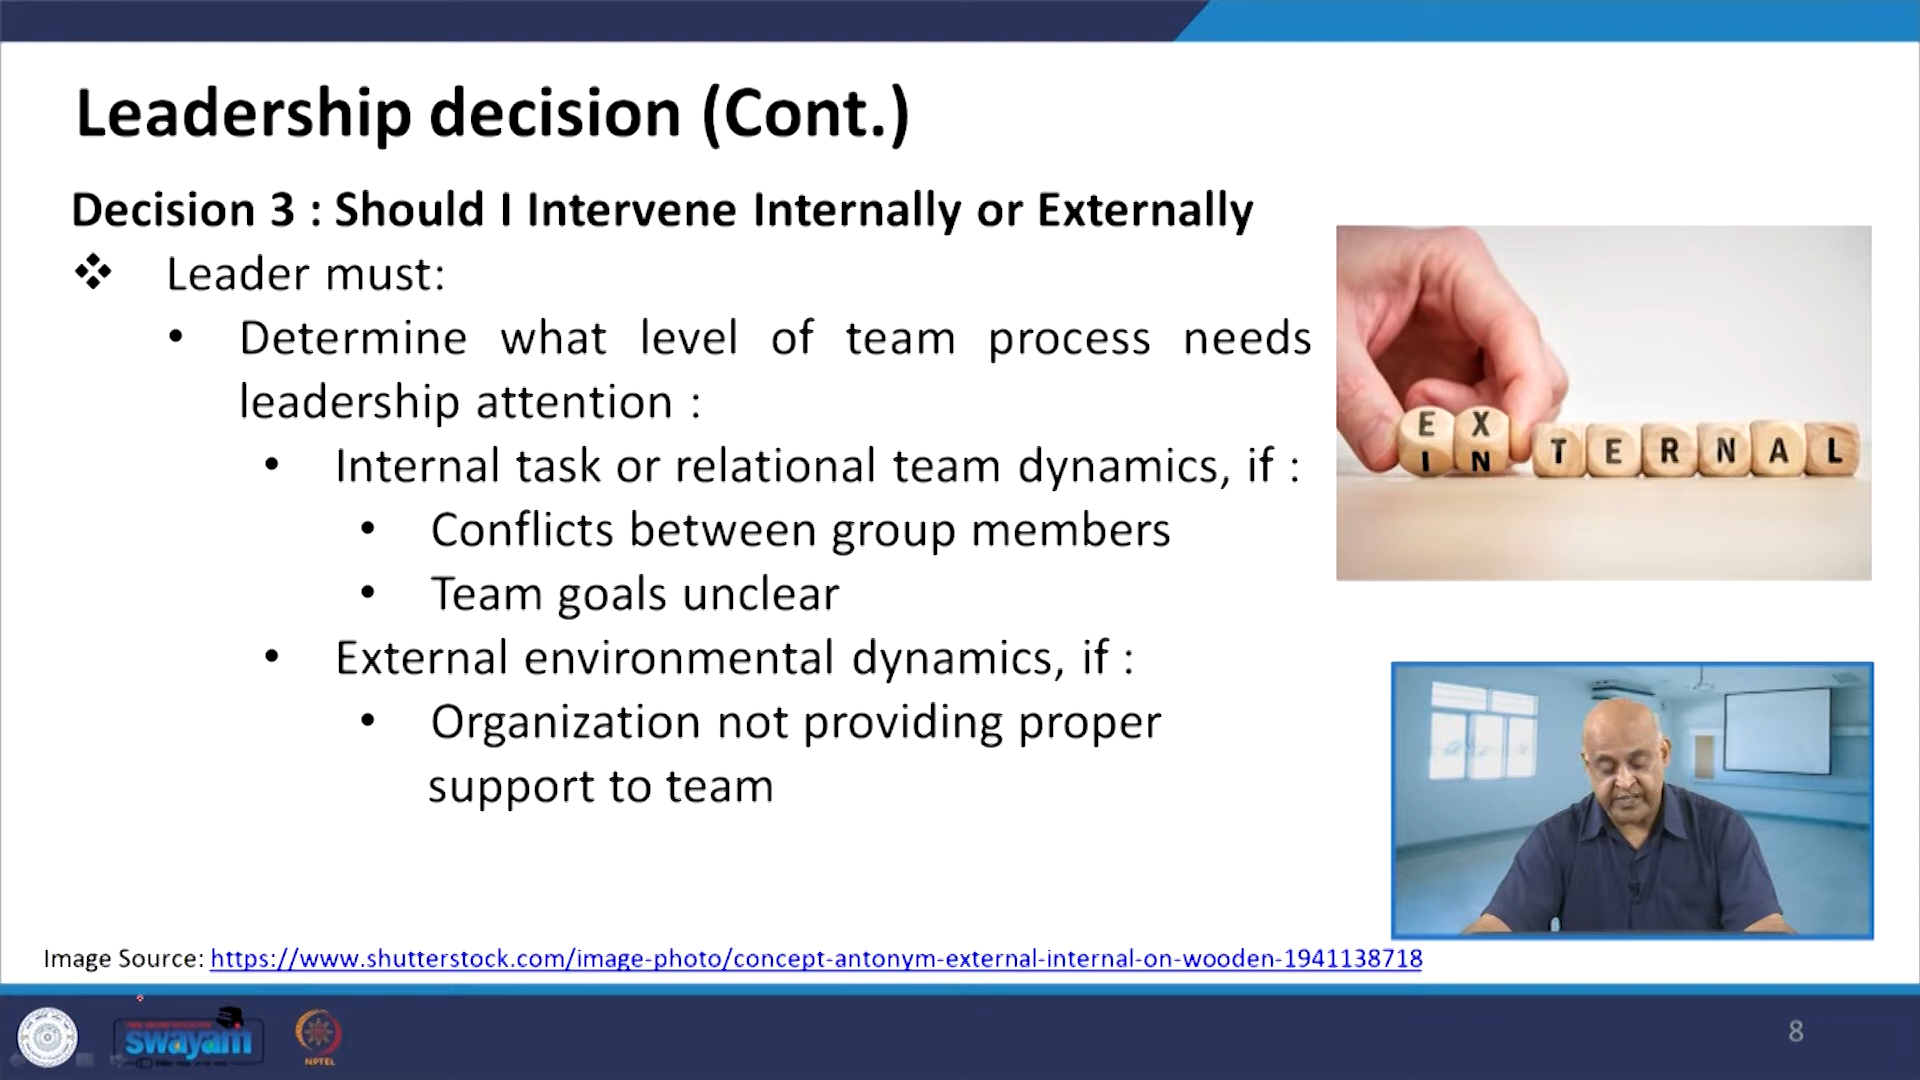 Leadership decision (Cont.)
Decision 3 : Should I Intervene Internally or Externally
❖ Leader must:
• Determine what level of team process needs
leadership attention :
• Internal task or relational team dynamics, if :
• Conflicts between group members
• Team goals unclear
• External environmental dynamics, if :
• Organization not providing proper
support to team
E X
I N T E R N A L
Image Source: https://www.shutterstock.com/image-photo/concept-antonym-external-internal-on-wooden-1941138718
swayam
NPTEL
8